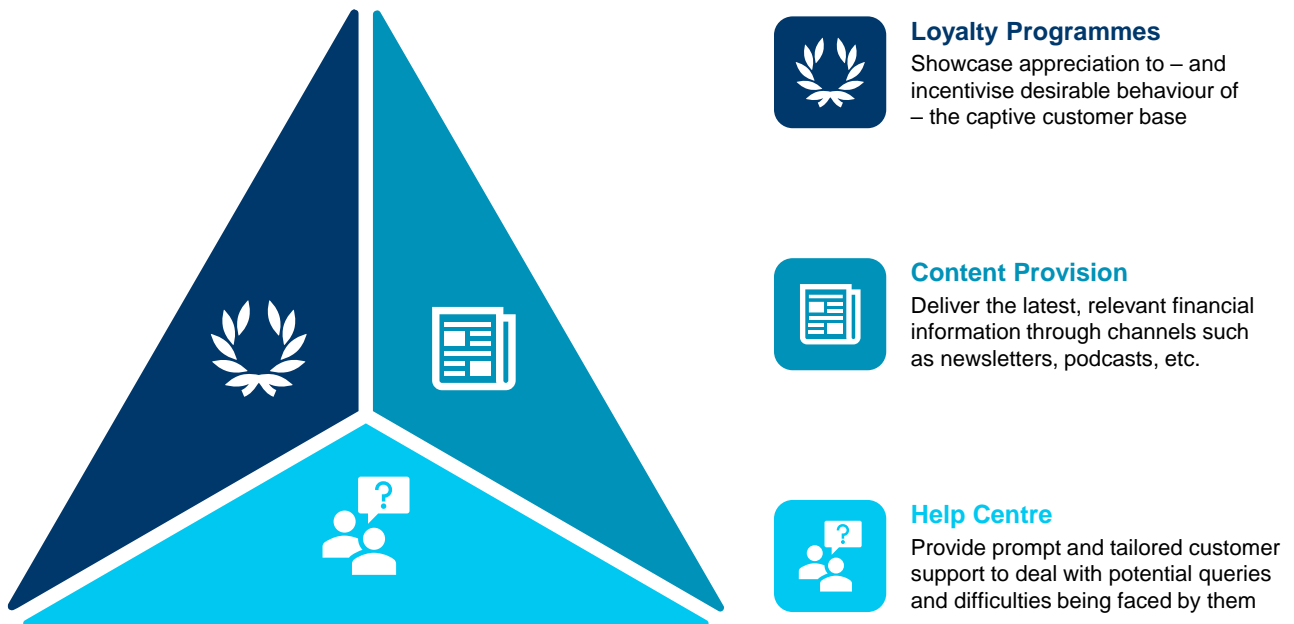 Loyalty Programmes
Showcase appreciation to – and
incentivise desirable behaviour of
– the captive customer base
Content Provision
Deliver the latest, relevant financial
information through channels such
as newsletters, podcasts, etc.
?
?
Help Centre
Provide prompt and tailored customer
support to deal with potential queries
and difficulties being faced by them